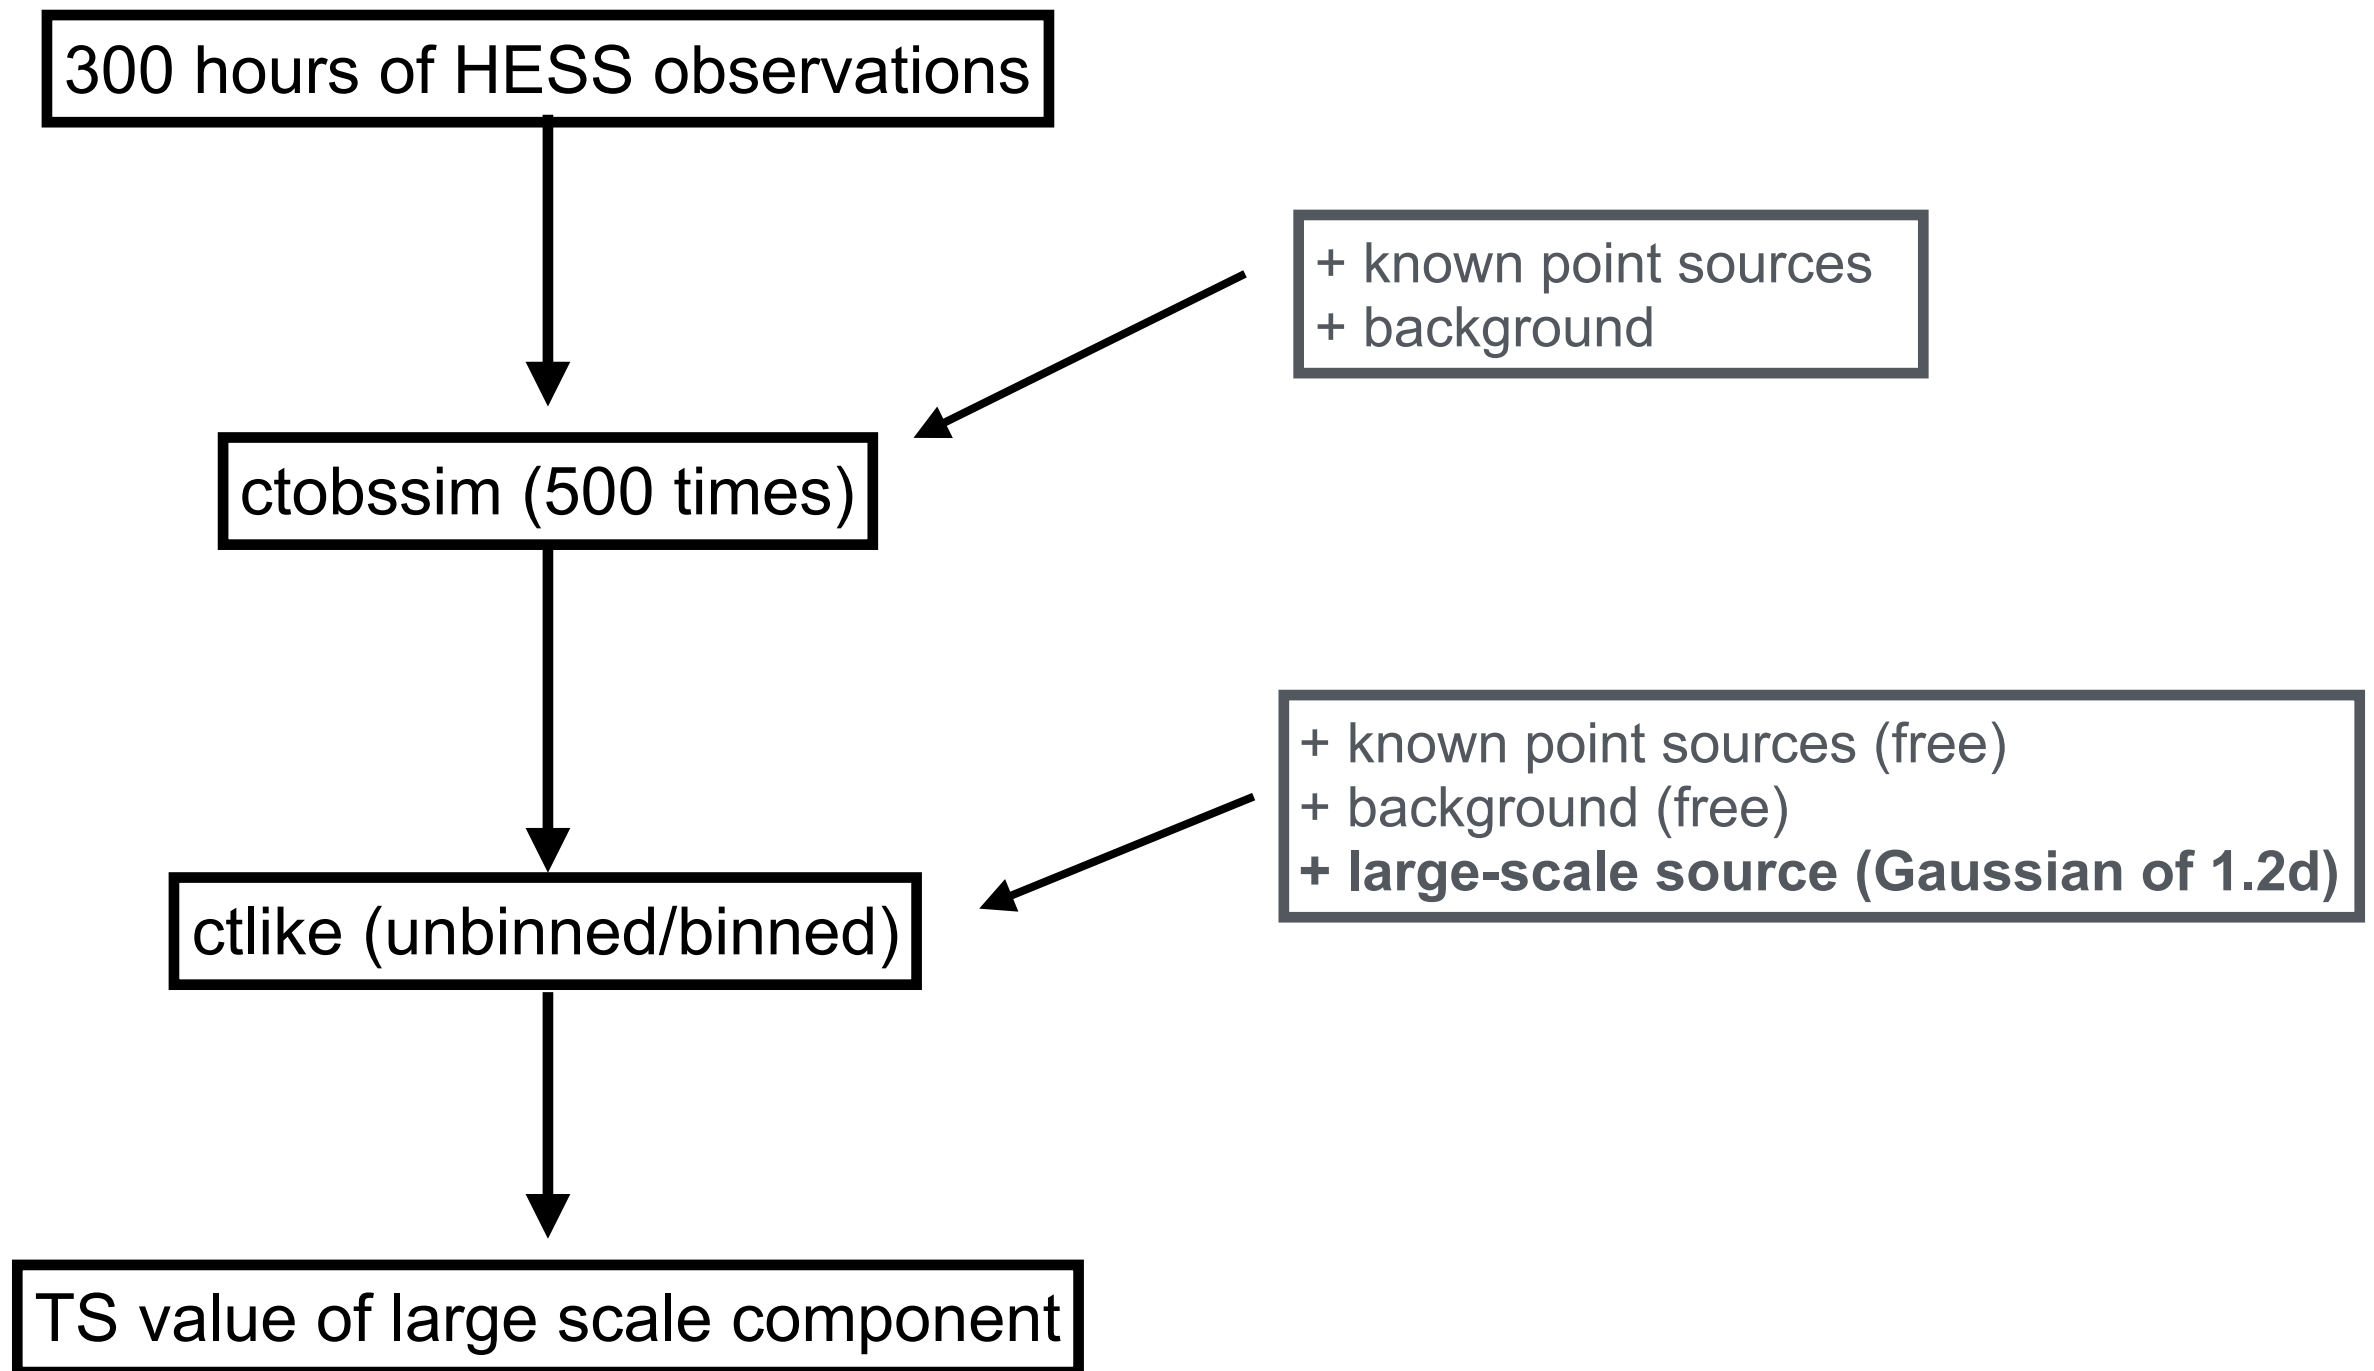 300 hours of HESS observations
+ known point sources
+ background
ctobssim (500 times)
+ known point sources (free)
+ background (free)
+ large-scale source (Gaussian of 1.2d)
ctlike (unbinned/binned)
TS value of large scale component